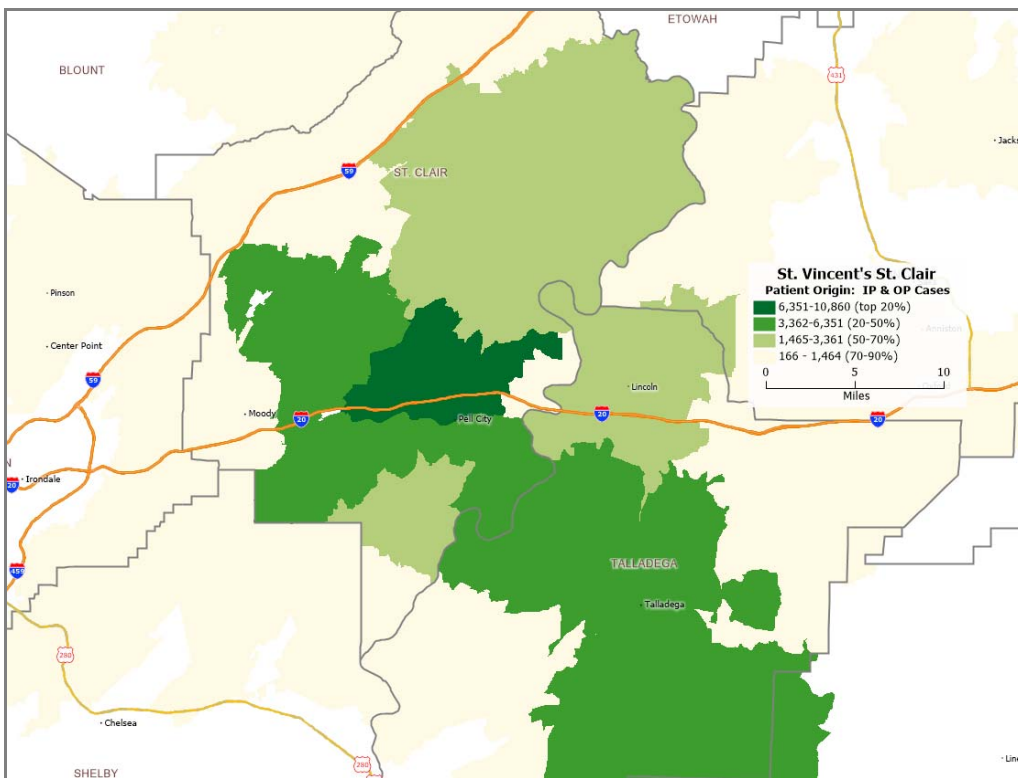 ETOWAH
BLOUNT
431
Jacks
59
ST. CLAIR
St. Vincent's St. Clair
Patient Origin: IP & OP Cases
6,351-10,860 (top 20%)
3,362-6,351 (20-50%)
1,465-3,361 (50-70%)
166 - 1,464 (70-90%)
0 5 10
Miles
Pinson
Center Point
Anniston
59
Lincoln
Moody
20
Pell City
20
20
N
Irondale
20
459
TALLADEGA
Talladega
280
Chelsea
280
SHELBY
Line